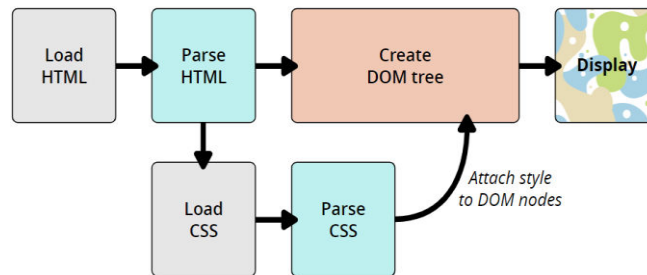 Load
HTML
Parse
HTML
Create
DOM tree
Display
Load
CSS
Parse
CSS
Attach style
to DOM nodes